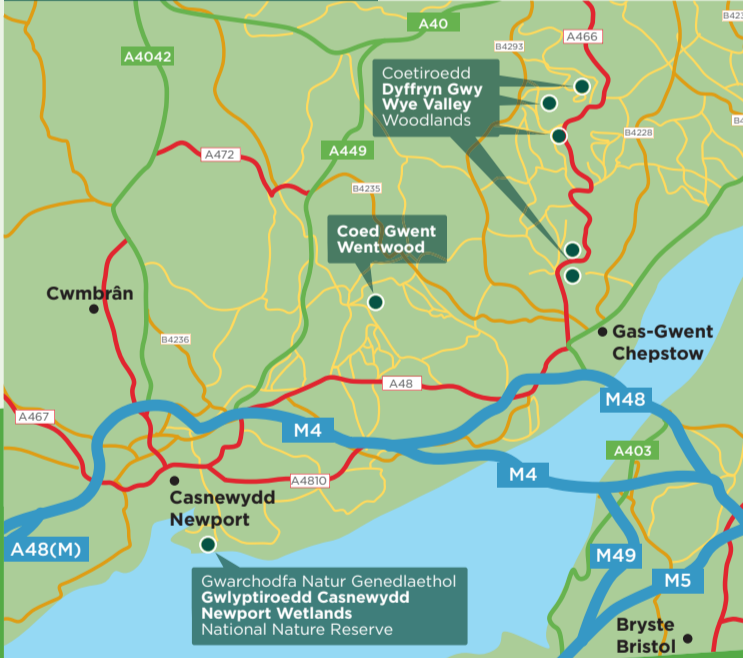 A40
B423
A4042
B4293
A466
Coetiroedd
Dyffryn Gwy
Wye Valley
Woodlands
B4228
B4
A472
A449
B4235
Coed Gwent
Wentwood
Cwmbrân
B4236
Gas-Gwent
Chepstow
A48
M48
A467
M4
A403
M4
A4810
Casnewydd
Newport
A48(M)
M49
M5
Gwarchodfa Natur Genedlaethol
Gwlyptiroedd Casnewydd
Newport Wetlands
National Nature Reserve
Bryste
Bristol